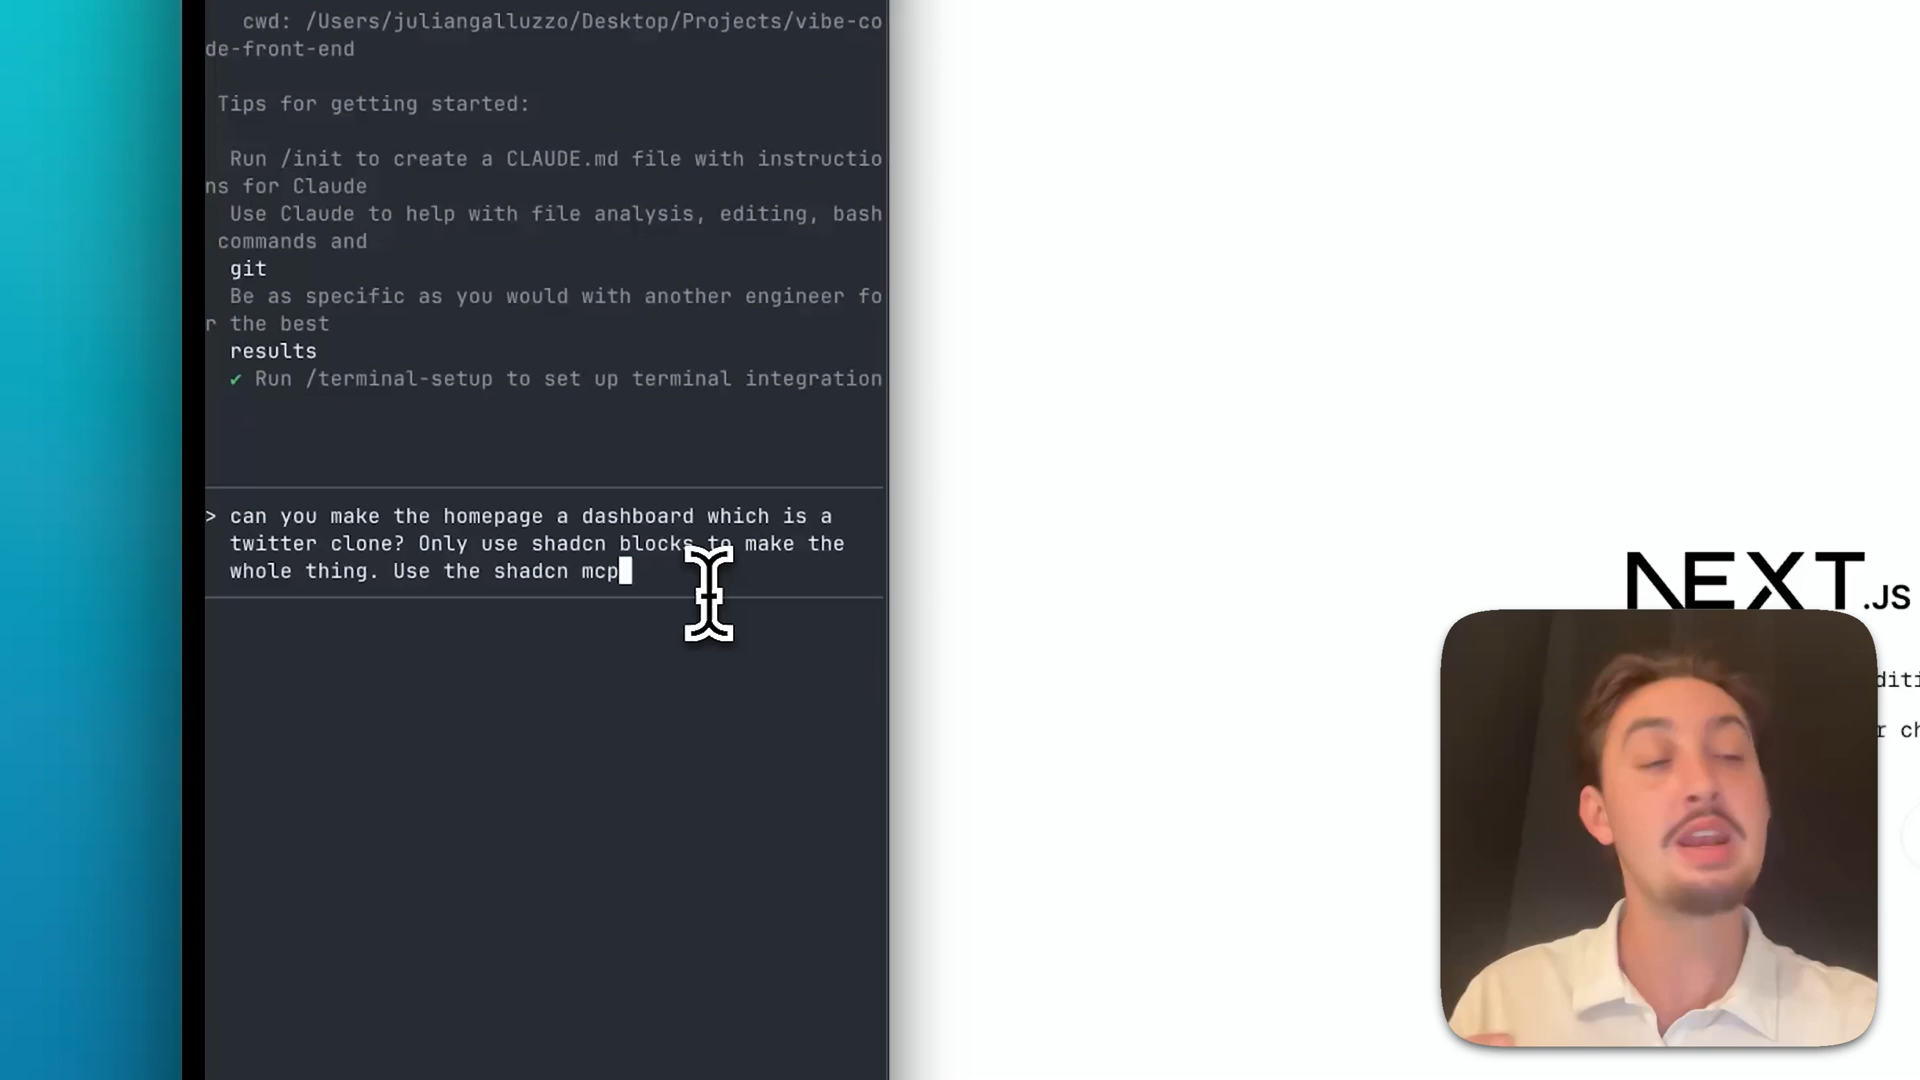 cwd: /Users/juliangalluzzo/Desktop/Projects/vibe-co
de-front-end
Tips for getting started:
Run /init to create a CLAUDE.md file with instructio
ns for Claude
Use Claude to help with file analysis, editing, bash
commands and
git
Be as specific as you would with another engineer fo
r the best
results
✔ Run /terminal-setup to set up terminal integration
> can you make the homepage a dashboard which is a
twitter clone? Only use shadcn blocks to make the
whole thing. Use the shadcn mcp
NEXT.JS
diti
r ch